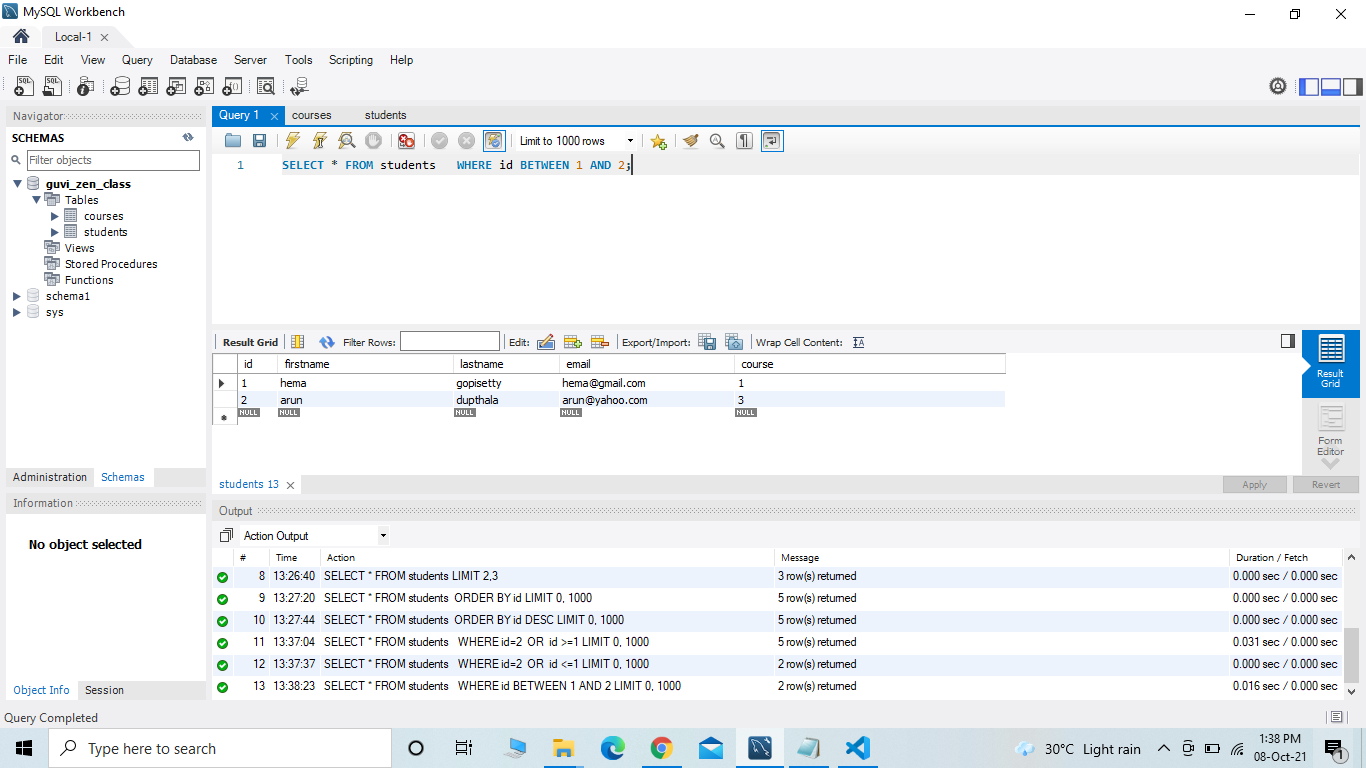 MySQL Workbench
Local-1
File Edit View Query Database Server Tools Scripting Help
Navigator
SCHEMAS
Filter objects
guvi_zen_class
Tables
courses
students
Views
Stored Procedures
Functions
schema1
sys
Administration Schemas
Information
No object selected
Object Info Session
Query 1 courses students
Limit to 1000 rows
1 SELECT * FROM students WHERE id BETWEEN 1 AND 2;
Result Grid Filter Rows: Edit: Export/Import: Wrap Cell Content:
id firstname lastname email course
1 hema gopisetty hema@gmail.com 1
2 arun dupthala arun@yahoo.com 3
NULL NULL NULL NULL NULL
Result
Grid
Form
Editor
students 13
Apply Revert
Output
Action Output
# Time Action Message Duration / Fetch
8 13:26:40 SELECT * FROM students LIMIT 2,3 3 row(s) returned 0.000 sec / 0.000 sec
9 13:27:20 SELECT * FROM students ORDER BY id LIMIT 0, 1000 5 row(s) returned 0.000 sec / 0.000 sec
10 13:27:44 SELECT * FROM students ORDER BY id DESC LIMIT 0, 1000 5 row(s) returned 0.000 sec / 0.000 sec
11 13:37:04 SELECT * FROM students WHERE id=2 OR id >=1 LIMIT 0, 1000 5 row(s) returned 0.031 sec / 0.000 sec
12 13:37:37 SELECT * FROM students WHERE id=2 OR id <=1 LIMIT 0, 1000 2 row(s) returned 0.000 sec / 0.000 sec
13 13:38:23 SELECT * FROM students WHERE id BETWEEN 1 AND 2 LIMIT 0, 1000 2 row(s) returned 0.016 sec / 0.000 sec
Query Completed
Type here to search
30°C Light rain
1:38 PM
08-Oct-21
1